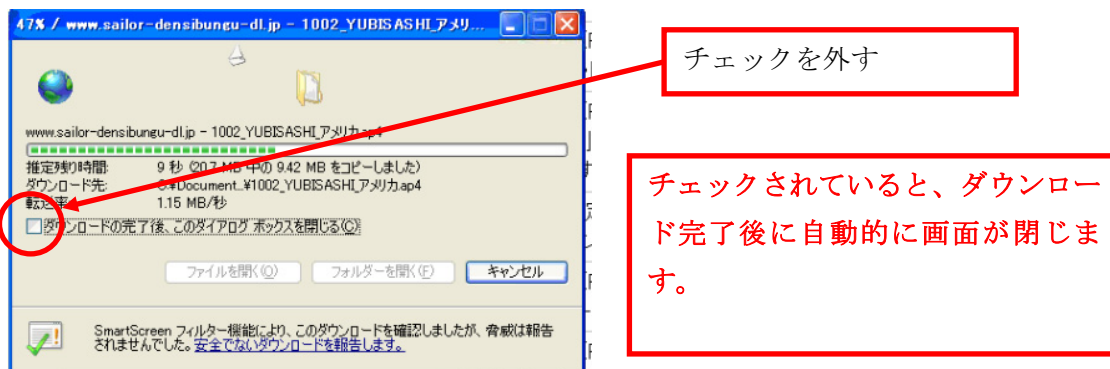 47% / www.sailor-densibungu-dl.jp - 1002_YUBISASHI_アメリ...
チェックを外す
www.sailor-densibungu-dl.jp - 1002_YUBISASHI_アメリカ.ap4
推定残り時間: 9 秒 (20.7 MB 中の 9.42 MB をコピーしました)
ダウンロード先: C:¥Document...¥1002_YUBISASHI_アメリカ.ap4
転送率: 1.15 MB/秒
ダウンロードの完了後、このダイアログ ボックスを閉じる(C)
ファイルを開く(O) フォルダーを開く(F) キャンセル
SmartScreen フィルター機能により、このダウンロードを確認しましたが、脅威は報告
されませんでした。安全でないダウンロードを報告します。
チェックされていると、ダウンロー
ド完了後に自動的に画面が閉じま
す。